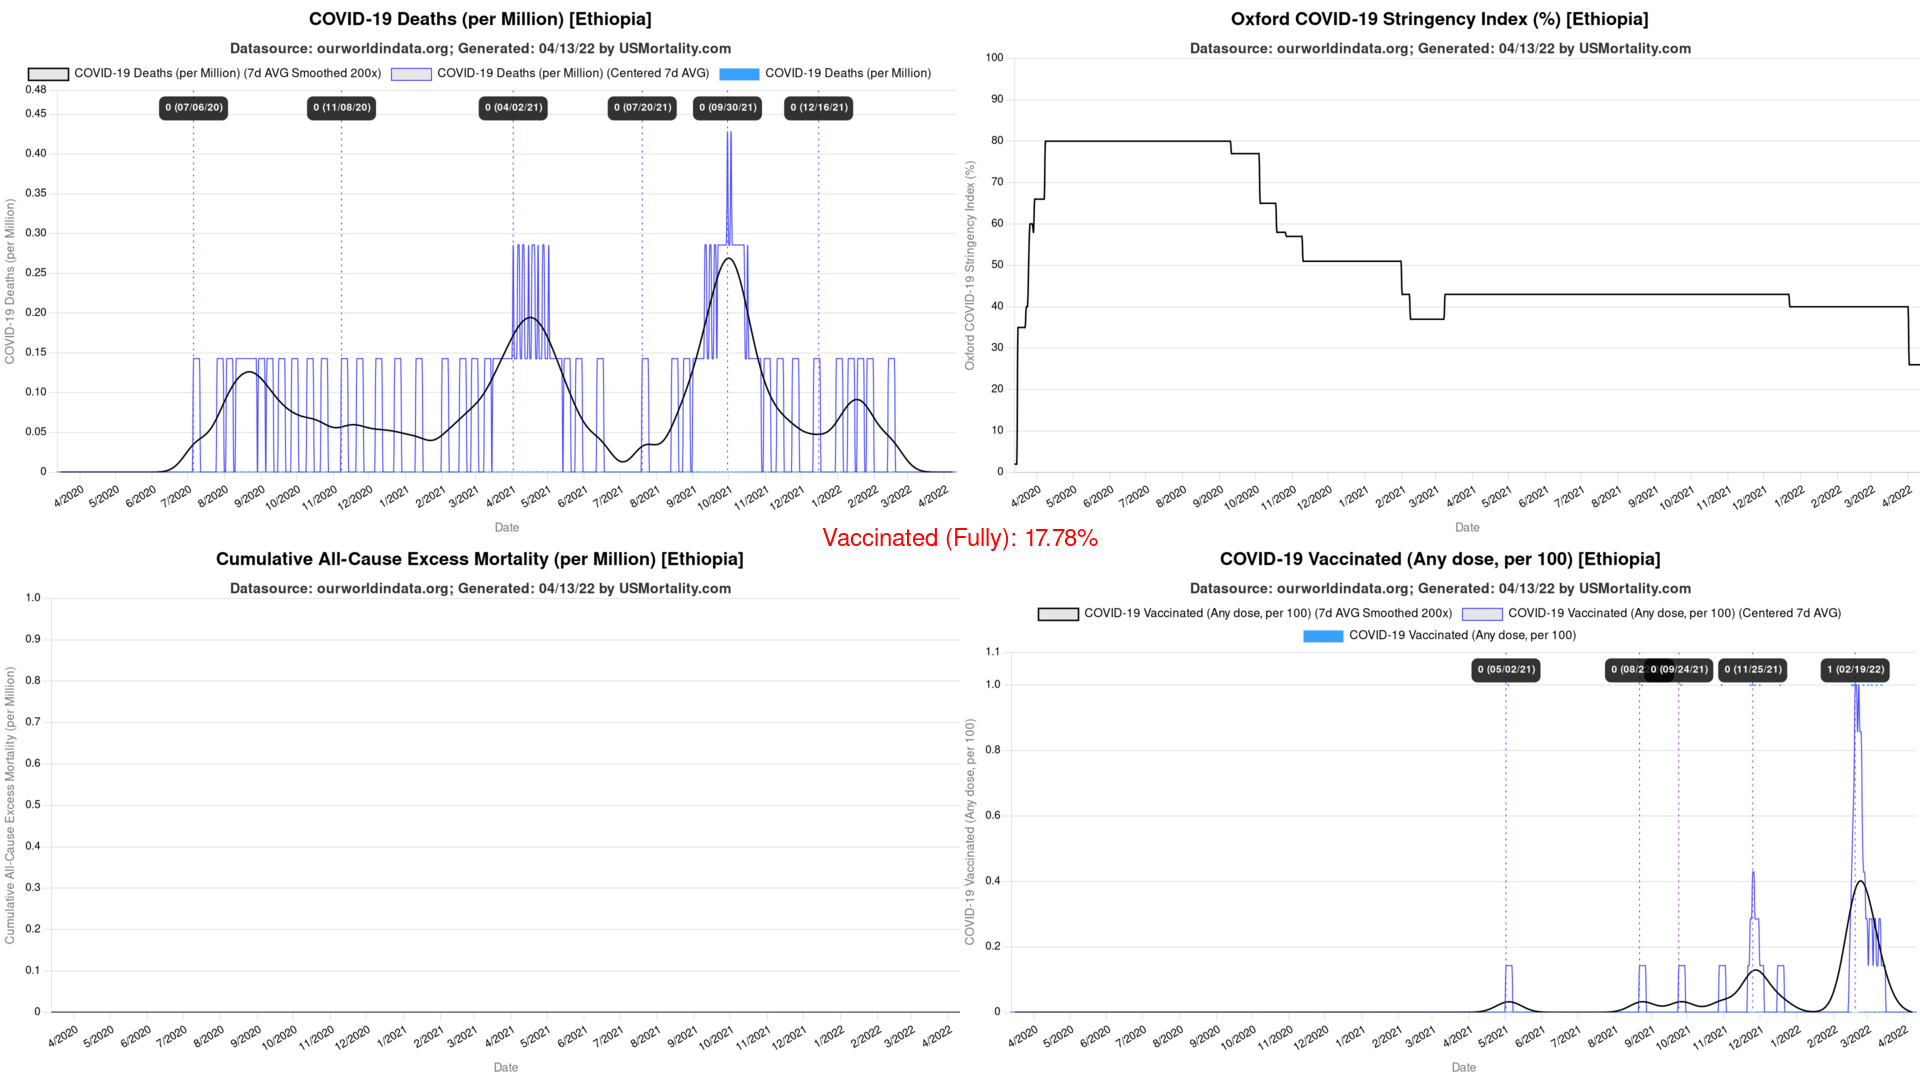 COVID-19 Deaths (per Million) [Ethiopia]
Datasource: ourworldindata.org; Generated: 04/13/22 by USMortality.com
COVID-19 Deaths (per Million) (7d AVG Smoothed 200x) COVID-19 Deaths (per Million) (Centered 7d AVG) COVID-19 Deaths (per Million)
0 (07/06/20) 0 (11/08/20) 0 (04/02/21) 0 (07/20/21) 0 (09/30/21) 0 (12/16/21)
COVID-19 Deaths (per Million)
0.48
0.45
0.40
0.35
0.30
0.25
0.20
0.15
0.10
0.05
0
4/2020 5/2020 6/2020 7/2020 8/2020 9/2020 10/2020 11/2020 12/2020 1/2021 2/2021 3/2021 4/2021 5/2021 6/2021 7/2021 8/2021 9/2021 10/2021 11/2021 12/2021 1/2022 2/2022 3/2022 4/2022
Date
Oxford COVID-19 Stringency Index (%) [Ethiopia]
Datasource: ourworldindata.org; Generated: 04/13/22 by USMortality.com
Oxford COVID-19 Stringency Index (%)
100
90
80
70
60
50
40
30
20
10
0
4/2020 5/2020 6/2020 7/2020 8/2020 9/2020 10/2020 11/2020 12/2020 1/2021 2/2021 3/2021 4/2021 5/2021 6/2021 7/2021 8/2021 9/2021 10/2021 11/2021 12/2021 1/2022 2/2022 3/2022 4/2022
Date
Vaccinated (Fully): 17.78%
Cumulative All-Cause Excess Mortality (per Million) [Ethiopia]
Datasource: ourworldindata.org; Generated: 04/13/22 by USMortality.com
Cumulative All-Cause Excess Mortality (per Million)
1.0
0.9
0.8
0.7
0.6
0.5
0.4
0.3
0.2
0.1
0
4/2020 5/2020 6/2020 7/2020 8/2020 9/2020 10/2020 11/2020 12/2020 1/2021 2/2021 3/2021 4/2021 5/2021 6/2021 7/2021 8/2021 9/2021 10/2021 11/2021 12/2021 1/2022 2/2022 3/2022 4/2022
Date
COVID-19 Vaccinated (Any dose, per 100) [Ethiopia]
Datasource: ourworldindata.org; Generated: 04/13/22 by USMortality.com
COVID-19 Vaccinated (Any dose, per 100) (7d AVG Smoothed 200x) COVID-19 Vaccinated (Any dose, per 100) (Centered 7d AVG)
COVID-19 Vaccinated (Any dose, per 100)
0 (05/02/21) 0 (08/2 0 (09/24/21) 0 (11/25/21) 1 (02/19/22)
COVID-19 Vaccinated (Any dose, per 100)
1.1
1.0
0.8
0.6
0.4
0.2
0
4/2020 5/2020 6/2020 7/2020 8/2020 9/2020 10/2020 11/2020 12/2020 1/2021 2/2021 3/2021 4/2021 5/2021 6/2021 7/2021 8/2021 9/2021 10/2021 11/2021 12/2021 1/2022 2/2022 3/2022 4/2022
Date